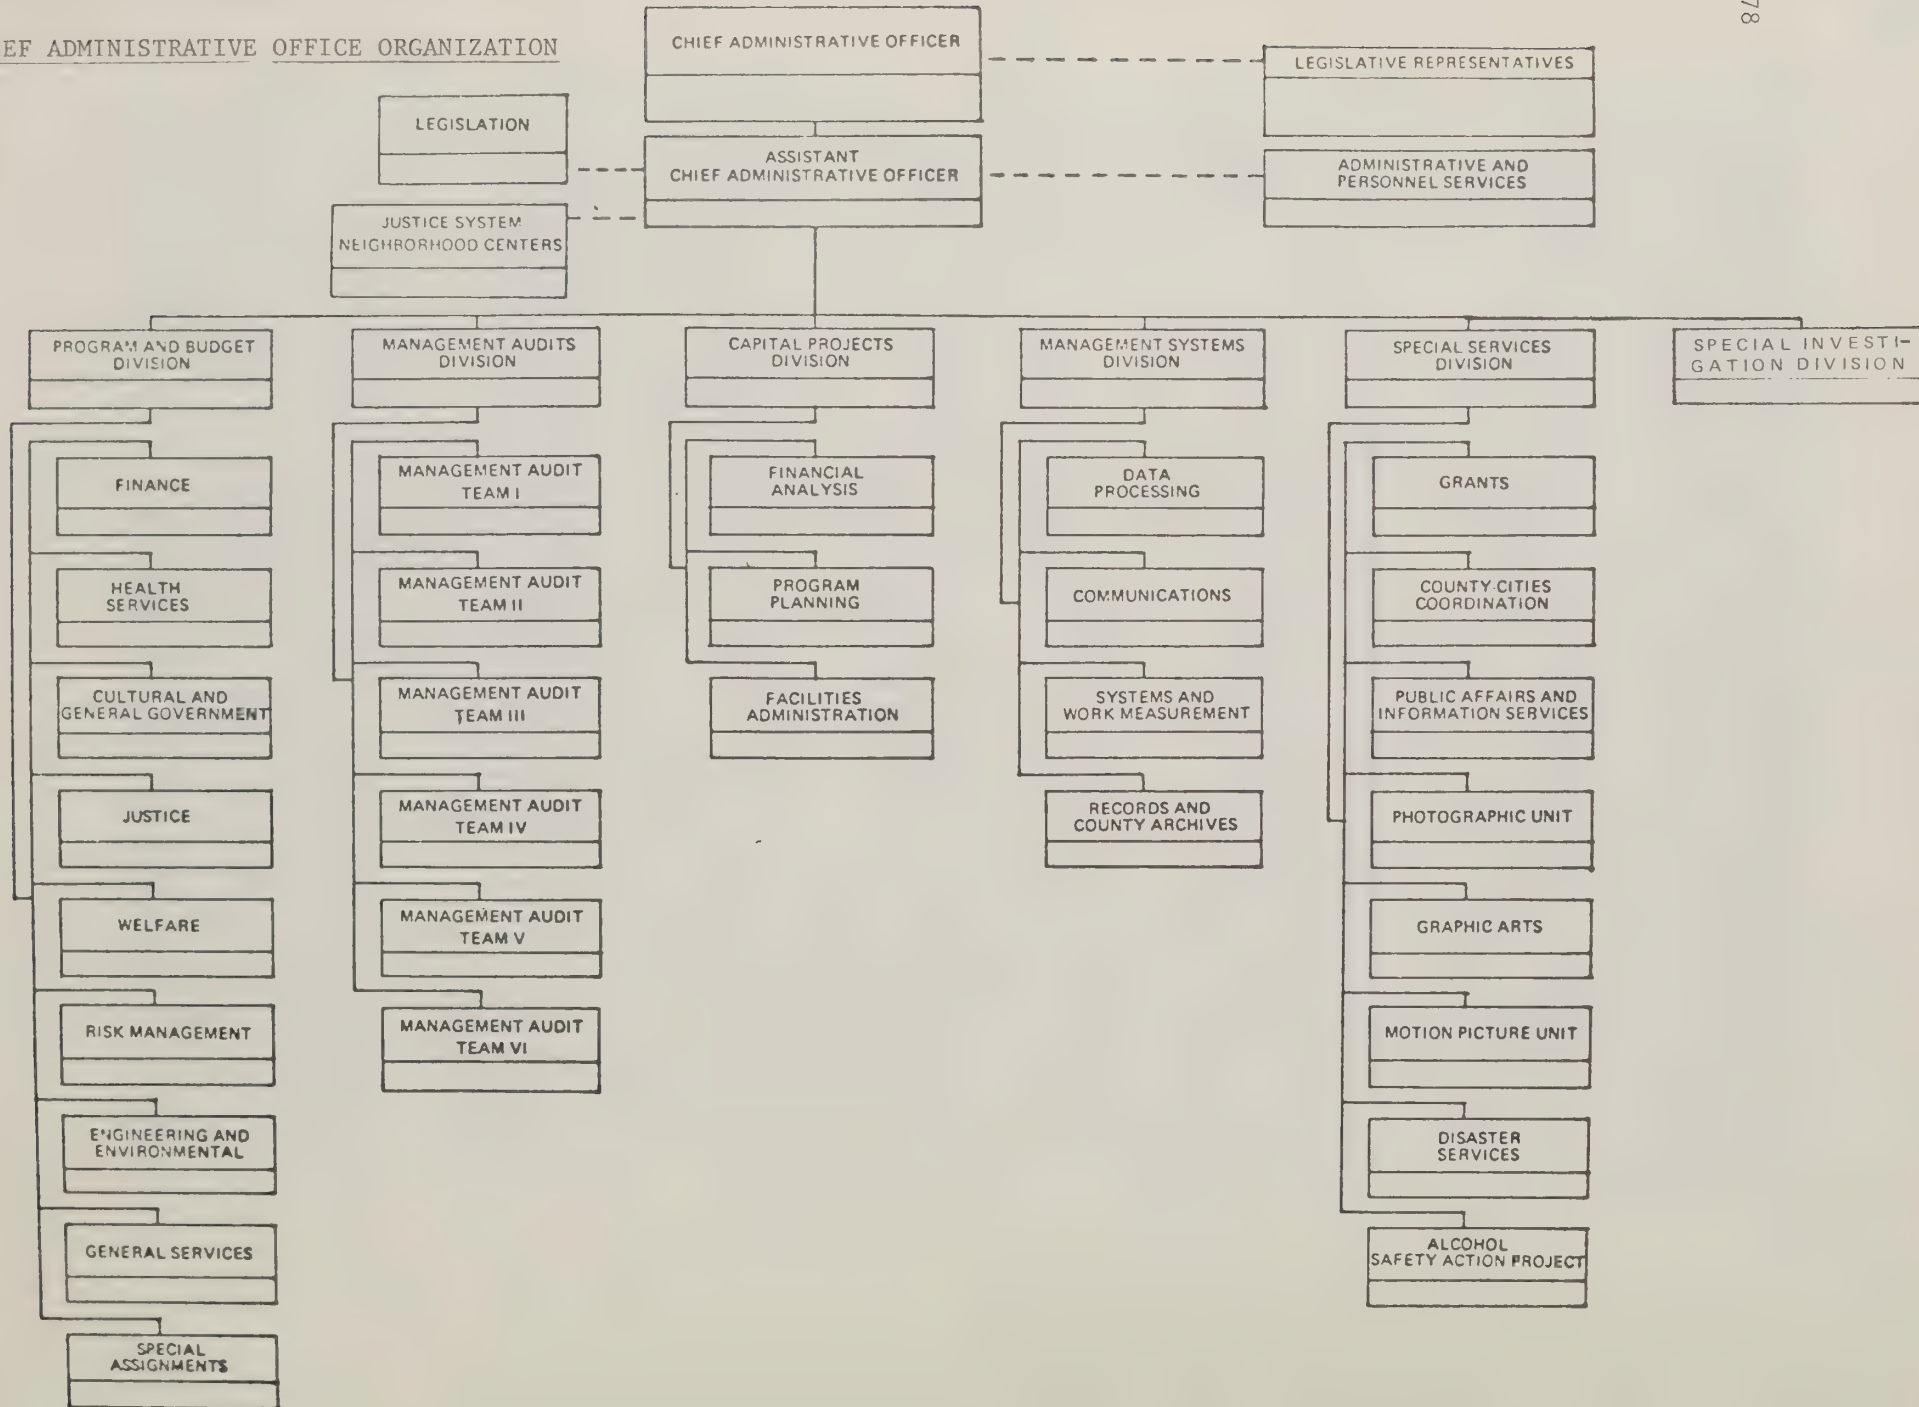 78
EF ADMINISTRATIVE OFFICE ORGANIZATION
CHIEF ADMINISTRATIVE OFFICER
LEGISLATIVE REPRESENTATIVES
LEGISLATION
ASSISTANT
CHIEF ADMINISTRATIVE OFFICER
ADMINISTRATIVE AND
PERSONNEL SERVICES
JUSTICE SYSTEM
NEIGHBORHOOD CENTERS
PROGRAM AND BUDGET
DIVISION
MANAGEMENT AUDITS
DIVISION
CAPITAL PROJECTS
DIVISION
MANAGEMENT SYSTEMS
DIVISION
SPECIAL SERVICES
DIVISION
SPECIAL INVESTI-
GATION DIVISION
FINANCE
HEALTH
SERVICES
CULTURAL AND
GENERAL GOVERNMENT
JUSTICE
WELFARE
RISK MANAGEMENT
ENGINEERING AND
ENVIRONMENTAL
GENERAL SERVICES
SPECIAL
ASSIGNMENTS
MANAGEMENT AUDIT
TEAM I
MANAGEMENT AUDIT
TEAM II
MANAGEMENT AUDIT
TEAM III
MANAGEMENT AUDIT
TEAM IV
MANAGEMENT AUDIT
TEAM V
MANAGEMENT AUDIT
TEAM VI
FINANCIAL
ANALYSIS
PROGRAM
PLANNING
FACILITIES
ADMINISTRATION
DATA
PROCESSING
COMMUNICATIONS
SYSTEMS AND
WORK MEASUREMENT
RECORDS AND
COUNTY ARCHIVES
GRANTS
COUNTY-CITIES
COORDINATION
PUBLIC AFFAIRS AND
INFORMATION SERVICES
PHOTOGRAPHIC UNIT
GRAPHIC ARTS
MOTION PICTURE UNIT
DISASTER
SERVICES
ALCOHOL
SAFETY ACTION PROJECT